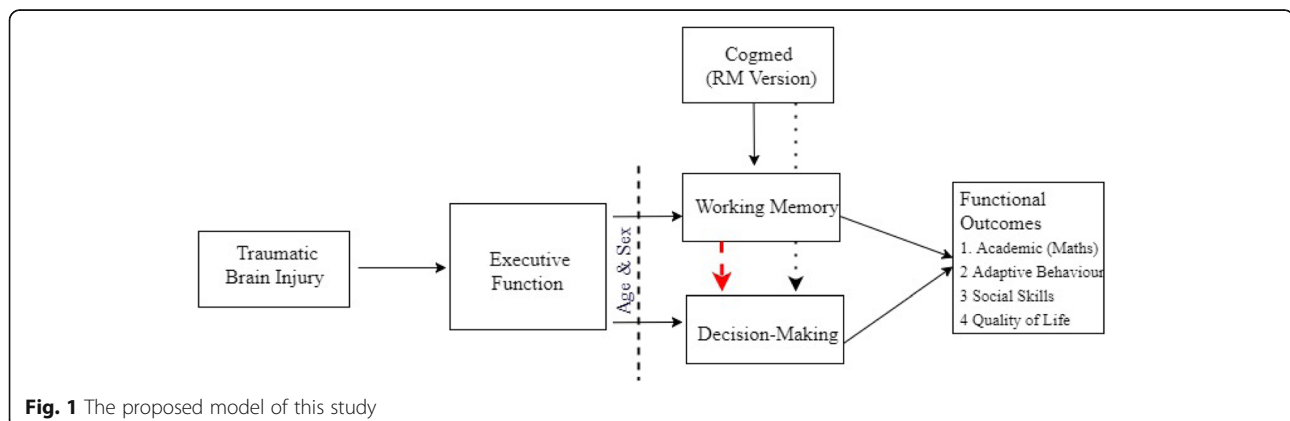 Cogmed
(RM Version)
Traumatic
Brain Injury
Executive
Function
Age & Sex
Working Memory
Decision-Making
Functional
Outcomes
1. Academic (Maths)
2 Adaptive Behaviour
3 Social Skills
4 Quality of Life
Fig. 1 The proposed model of this study